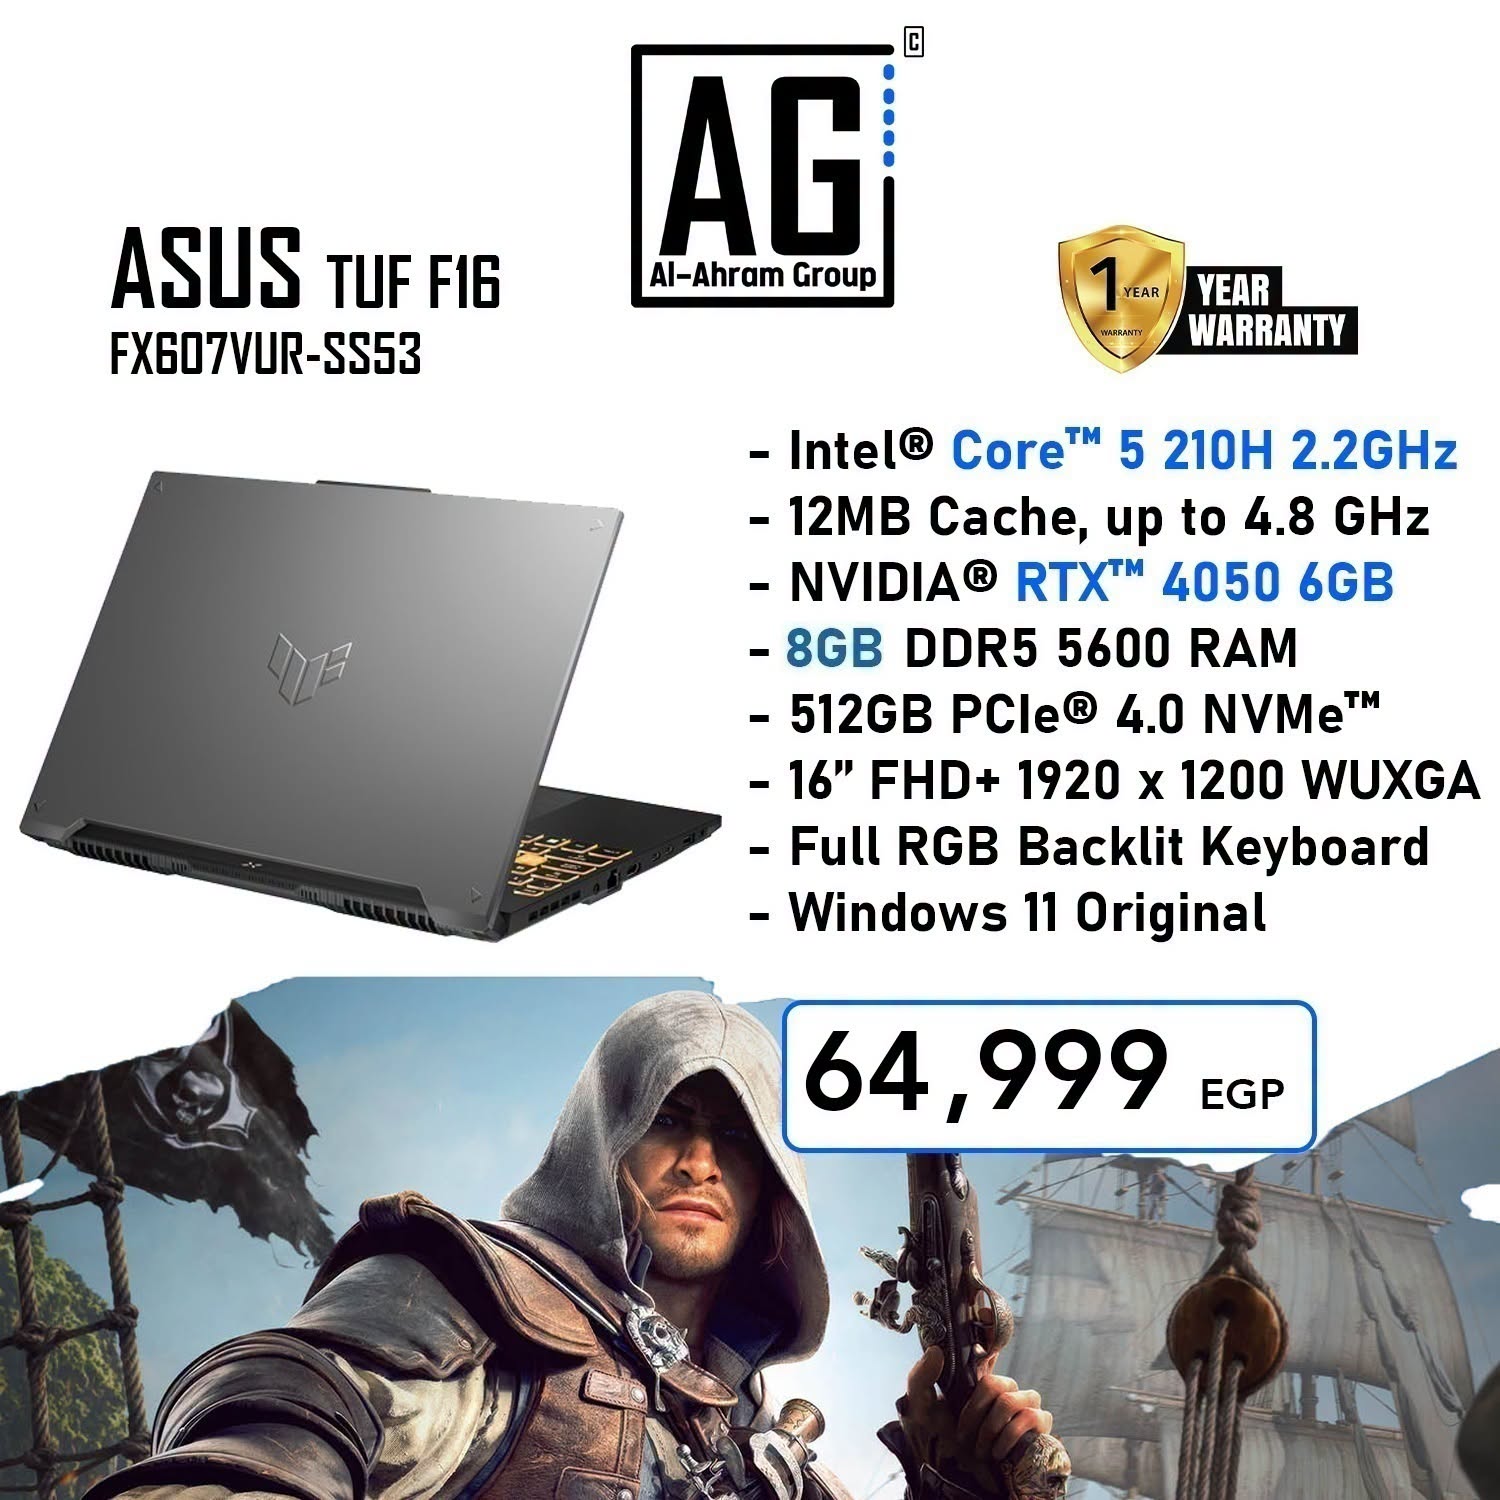 C
AG
Al-Ahram Group
ASUS TUF F16
FX607VUR-SS53
1 YEAR
WARRANTY
YEAR
WARRANTY
- Intel® Core™ 5 210H 2.2GHz
- 12MB Cache, up to 4.8 GHz
- NVIDIA® RTX™ 4050 6GB
- 8GB DDR5 5600 RAM
- 512GB PCIe® 4.0 NVMe™
- 16” FHD+ 1920 x 1200 WUXGA
- Full RGB Backlit Keyboard
- Windows 11 Original
64,999 EGP